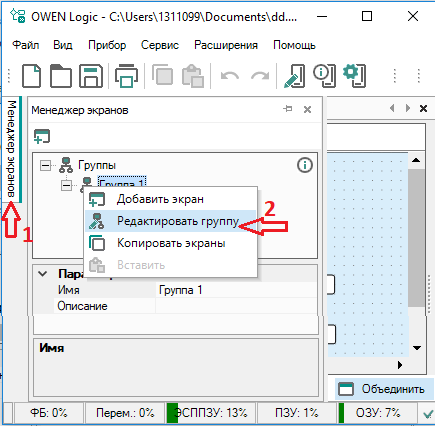 OWEN Logic - C:\Users\1311099\Documents\dd....
Файл Вид Прибор Сервис Расширения Помощь
Менеджер экранов
Менеджер экранов
1
Группы
Группа 1
Добавить экран
Редактировать группу
2
Копировать экраны
Вставить
Имя Группа 1
Описание
Имя
Объединить
ФБ: 0% Перем.: 0% ЭСППЗУ: 13% ПЗУ: 1% ОЗУ: 7%